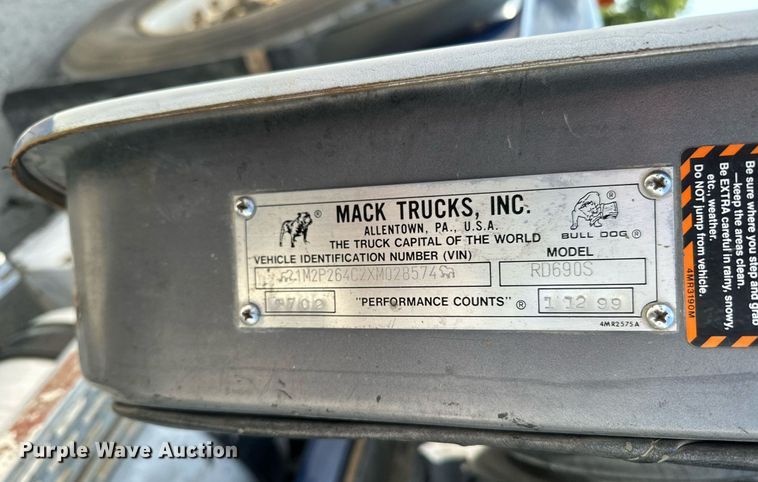 MACK TRUCKS, INC.
ALLENTOWN, PA., U.S.A.
THE TRUCK CAPITAL OF THE WORLD
BULL DOG ®
VEHICLE IDENTIFICATION NUMBER (VIN)
MODEL
1M2P264C2XM028574
RD690S
"PERFORMANCE COUNTS" ®
1 12 99
4MR2575A
Be sure where you step and grab
—keep the areas clean.
Be EXTRA careful in rainy, snowy,
etc., weather.
Do NOT jump from vehicle.
4MR3190M
Purple Wave Auction